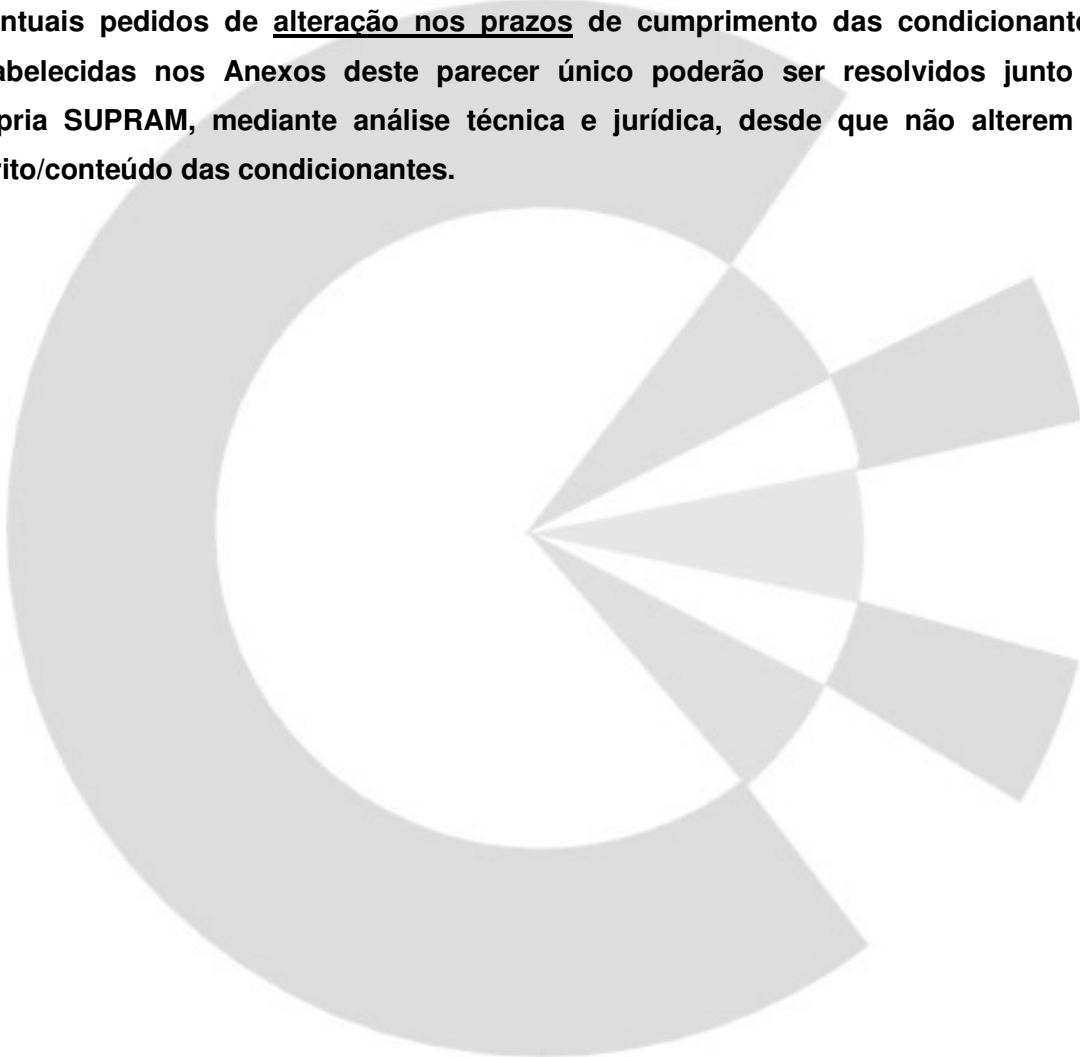 ntuais pedidos de alteração nos prazos de cumprimento das condicionante
abelecidas nos Anexos deste parecer único poderão ser resolvidos junto
pria SUPRAM, mediante análise técnica e jurídica, desde que não alterem
ito/conteúdo das condicionantes.